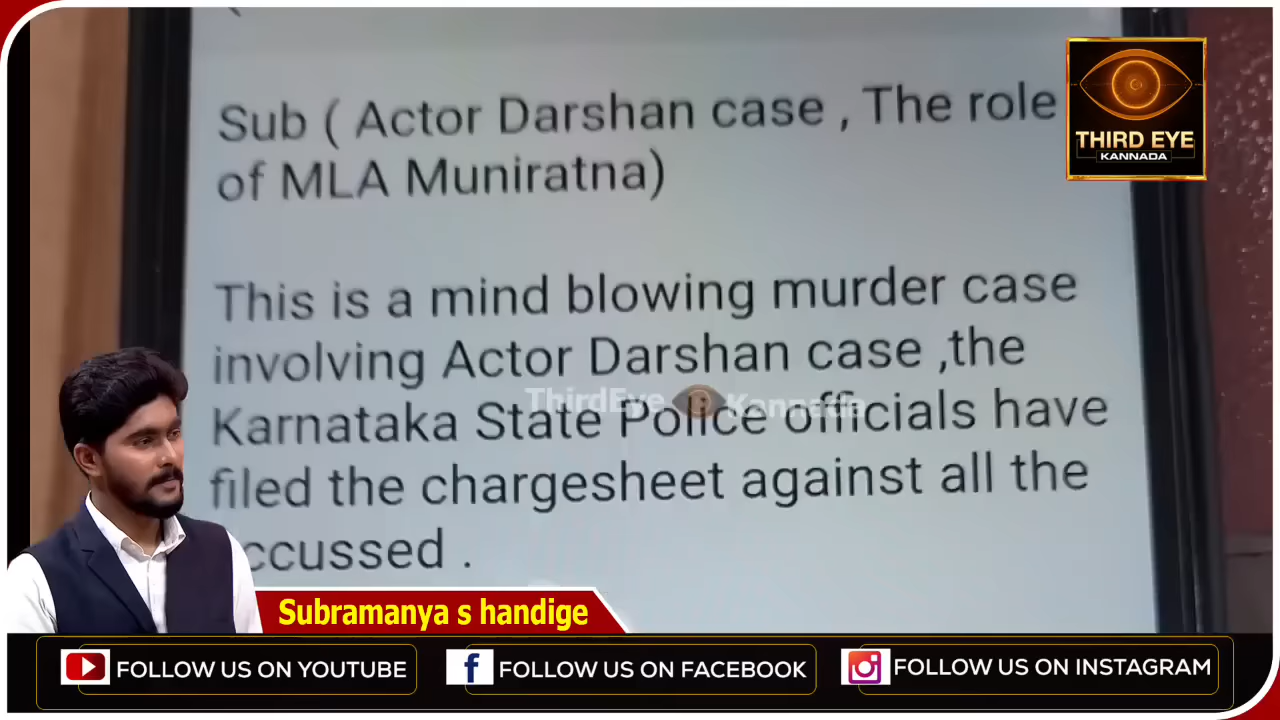 Sub ( Actor Darshan case , The role
of MLA Muniratna)
This is a mind blowing murder case
involving Actor Darshan case ,the
Karnataka State Police officials have
filed the chargesheet against all the
ccussed .
THIRD EYE
KANNADA
ThirdEye Kannada
Subramanya s handige
FOLLOW US ON YOUTUBE
FOLLOW US ON FACEBOOK
FOLLOW US ON INSTAGRAM